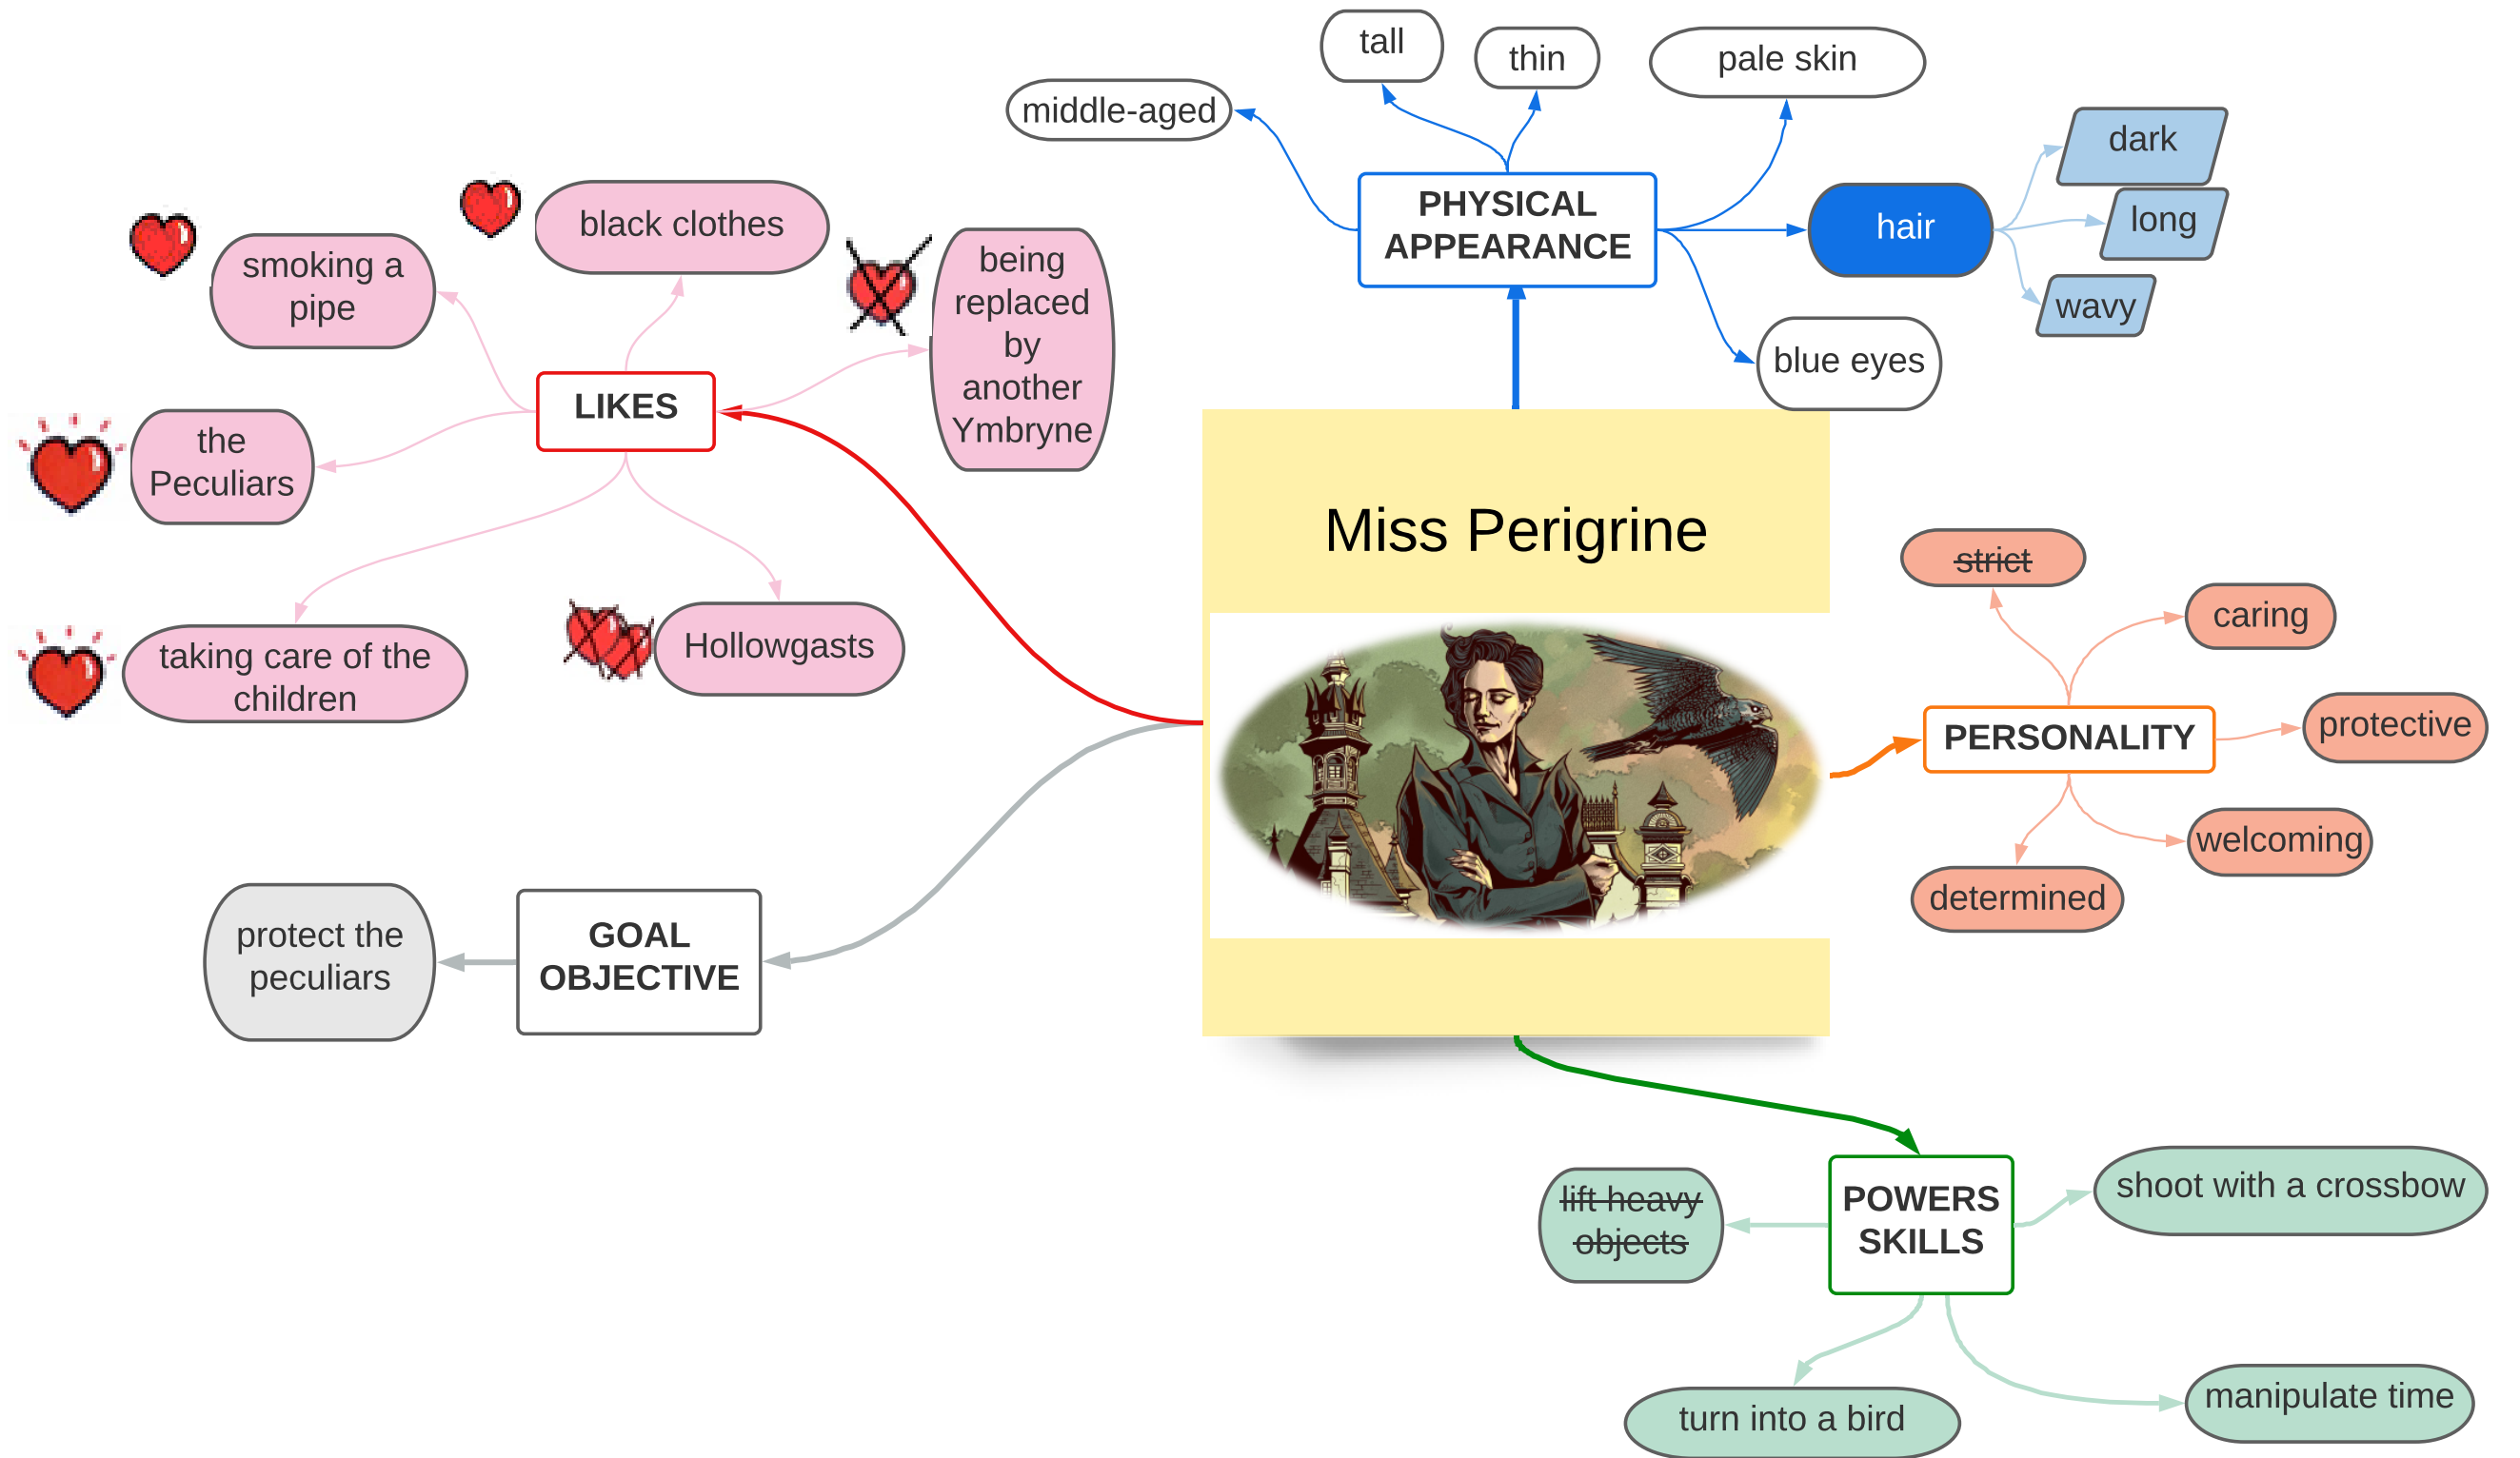 tall
thin
pale skin
middle-aged
PHYSICAL
APPEARANCE
hair
dark
long
wavy
blue eyes
black clothes
smoking a
pipe
being
replaced
by
another
Ymbryne
LIKES
the
Peculiars
taking care of the
children
Hollowgasts
Miss Perigrine
strict
caring
PERSONALITY
protective
welcoming
determined
GOAL
OBJECTIVE
protect the
peculiars
POWERS
SKILLS
lift heavy
objects
shoot with a crossbow
turn into a bird
manipulate time